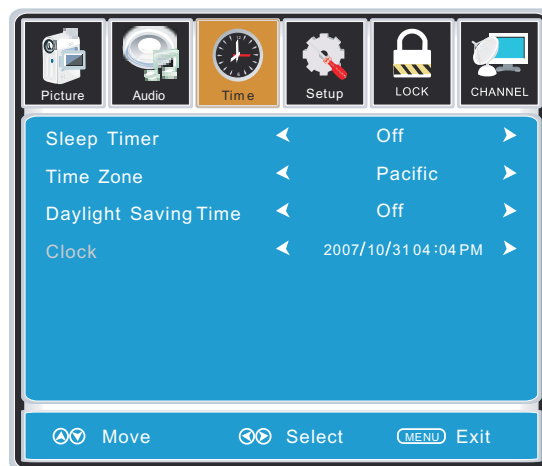 Picture Audio Time Setup LOCK CHANNEL
Sleep Timer Off
Time Zone Pacific
Daylight Saving Time Off
Clock 2007/10/31 04:04 PM
Move Select MENU Exit